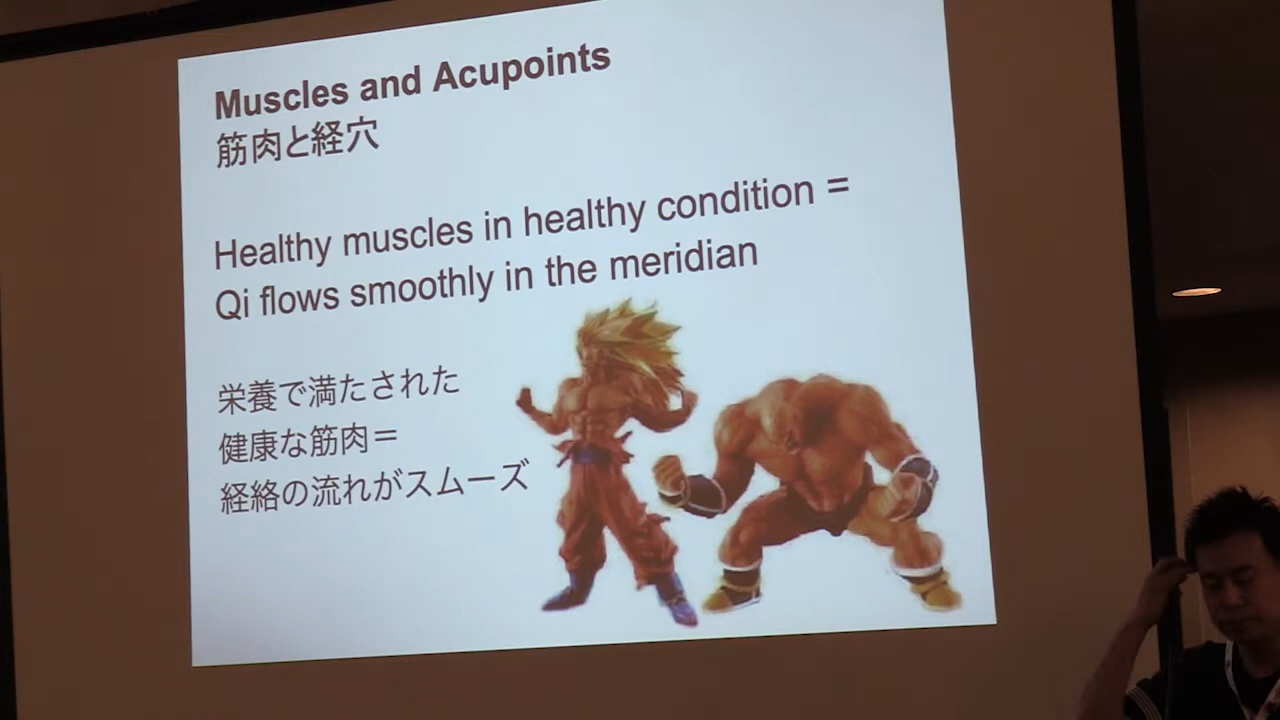 Muscles and Acupoints
筋肉と経穴
Healthy muscles in healthy condition =
Qi flows smoothly in the meridian
栄養で満たされた
健康な筋肉＝
経絡の流れがスムーズ